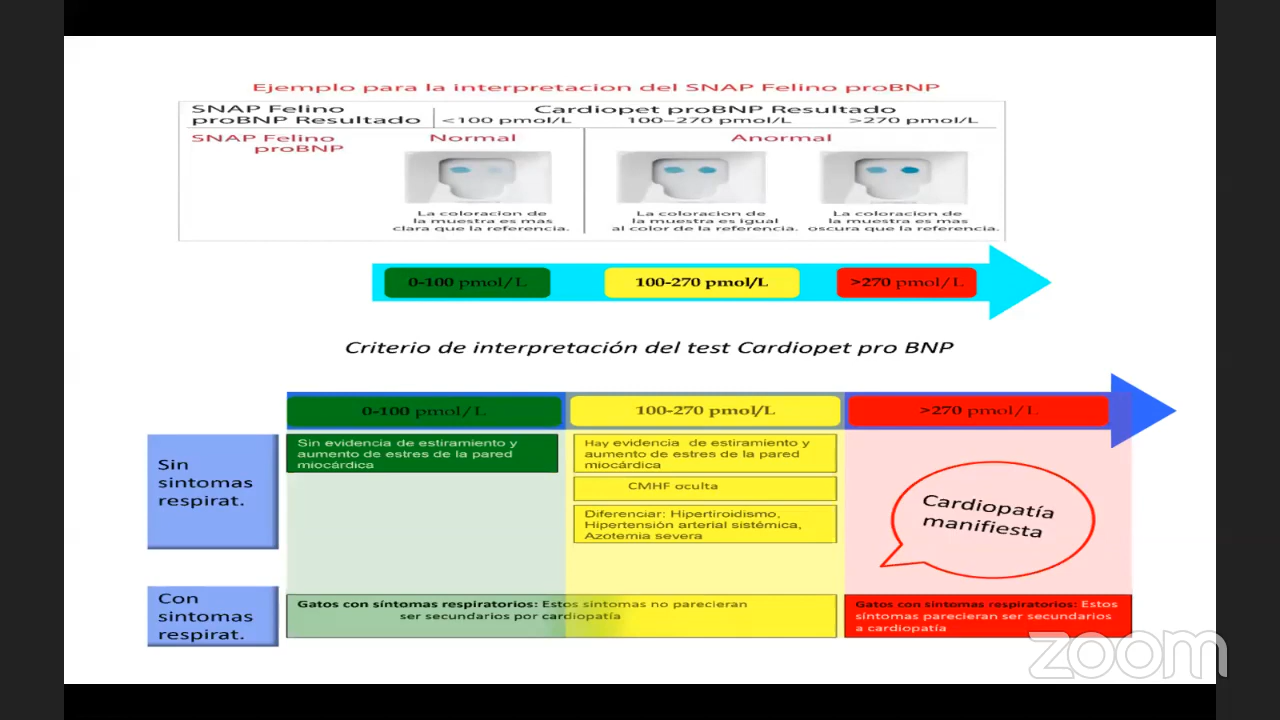 Ejemplo para la interpretacion del SNAP Felino proBNP
SNAP Felino
proBNP Resultado
Cardiopet proBNP Resultado
<100 pmol/L 100–270 pmol/L >270 pmol/L
SNAP Felino
proBNP
Normal
Anormal
La coloracion de
la muestra es mas
clara que la referencia.
La coloracion de
la muestra es igual
al color de la referencia.
La coloracion de
la muestra es mas
oscura que la referencia.
0-100 pmol/L
100-270 pmol/L
>270 pmol/L
Criterio de interpretación del test Cardiopet pro BNP
0-100 pmol/L
100-270 pmol/L
>270 pmol/L
Sin
sintomas
respirat.
Sin evidencia de estiramiento y
aumento de estres de la pared
miocárdica
Hay evidencia de estiramiento y
aumento de estres de la pared
miocárdica
CMHF oculta
Diferenciar: Hipertiroidismo,
Hipertensión arterial sistémica,
Azotemia severa
Cardiopatía
manifiesta
Con
sintomas
respirat.
Gatos con síntomas respiratorios: Estos síntomas no parecieran
ser secundarios por cardiopatía
Gatos con síntomas respiratorios: Estos
síntomas parecieran ser secundarios
a cardiopatía
zoom